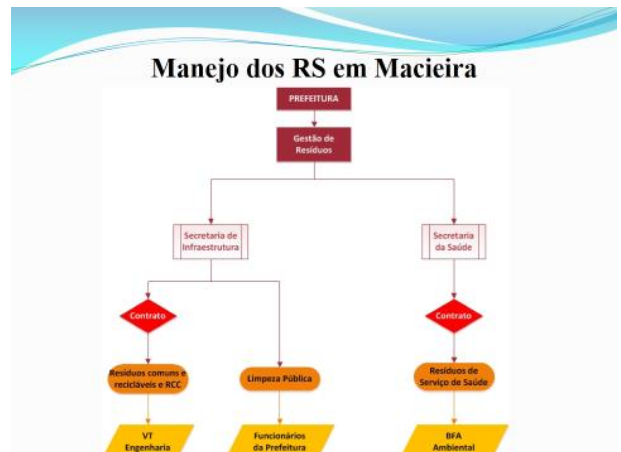 Manejo dos RS em Macieira
PREFEITURA
Gestão de
Resíduos
Secretaria de
Infraestrutura
Secretaria
da Saúde
Contrato
Contrato
Resíduos comuns e
recicláveis e RCC
Limpeza Pública
Resíduos de
Serviço de Saúde
VT
Engenharia
Funcionários
da Prefeitura
BFA
Ambiental